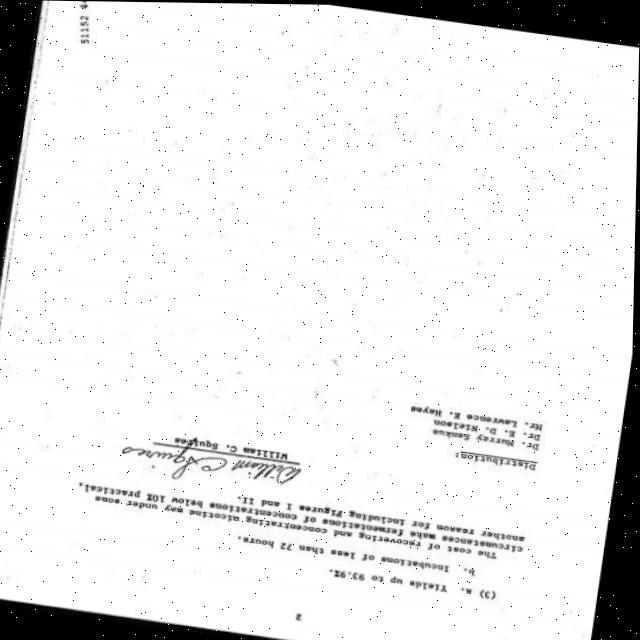 2
(3) a. Yields up to 93.9%.
b. Incubations of less than 72 hours.
The cost of recovering and concentrating nicotine may under some
circumstances make fermentations of concentrations below 10% practical,
another reason for including Figures I and II.
William C Squires
William C. Squires
Distribution:
Dr. Murray Senkus
Dr. E. D. Nielson
Mr. Lawrence E. Hayes
51152